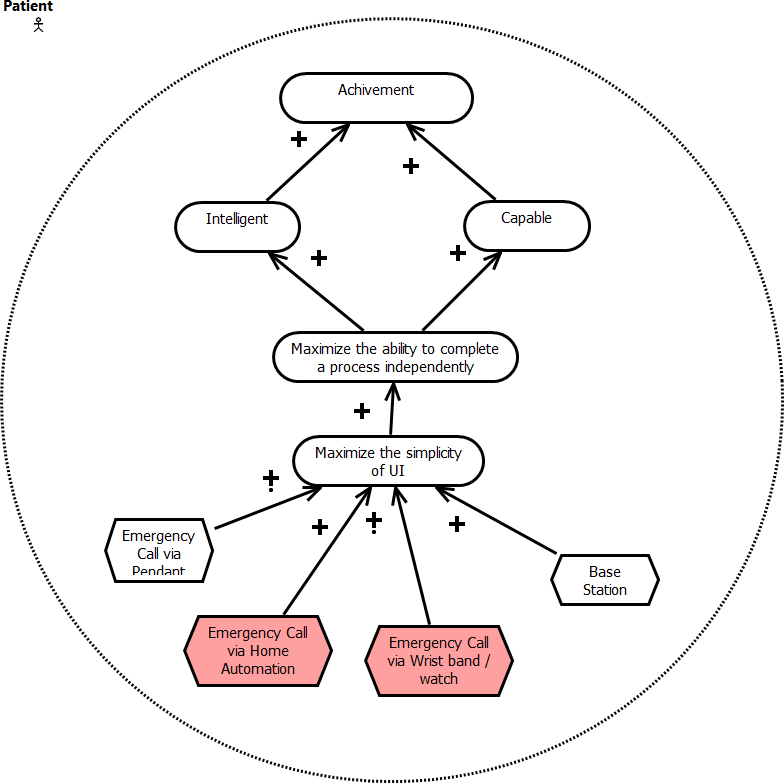 Patient
Achivement
Intelligent
Capable
Maximize the ability to complete
a process independently
Maximize the simplicity
of UI
Emergency
Call via
Pendant
Base
Station
Emergency Call
via Home
Automation
Emergency Call
via Wrist band /
watch